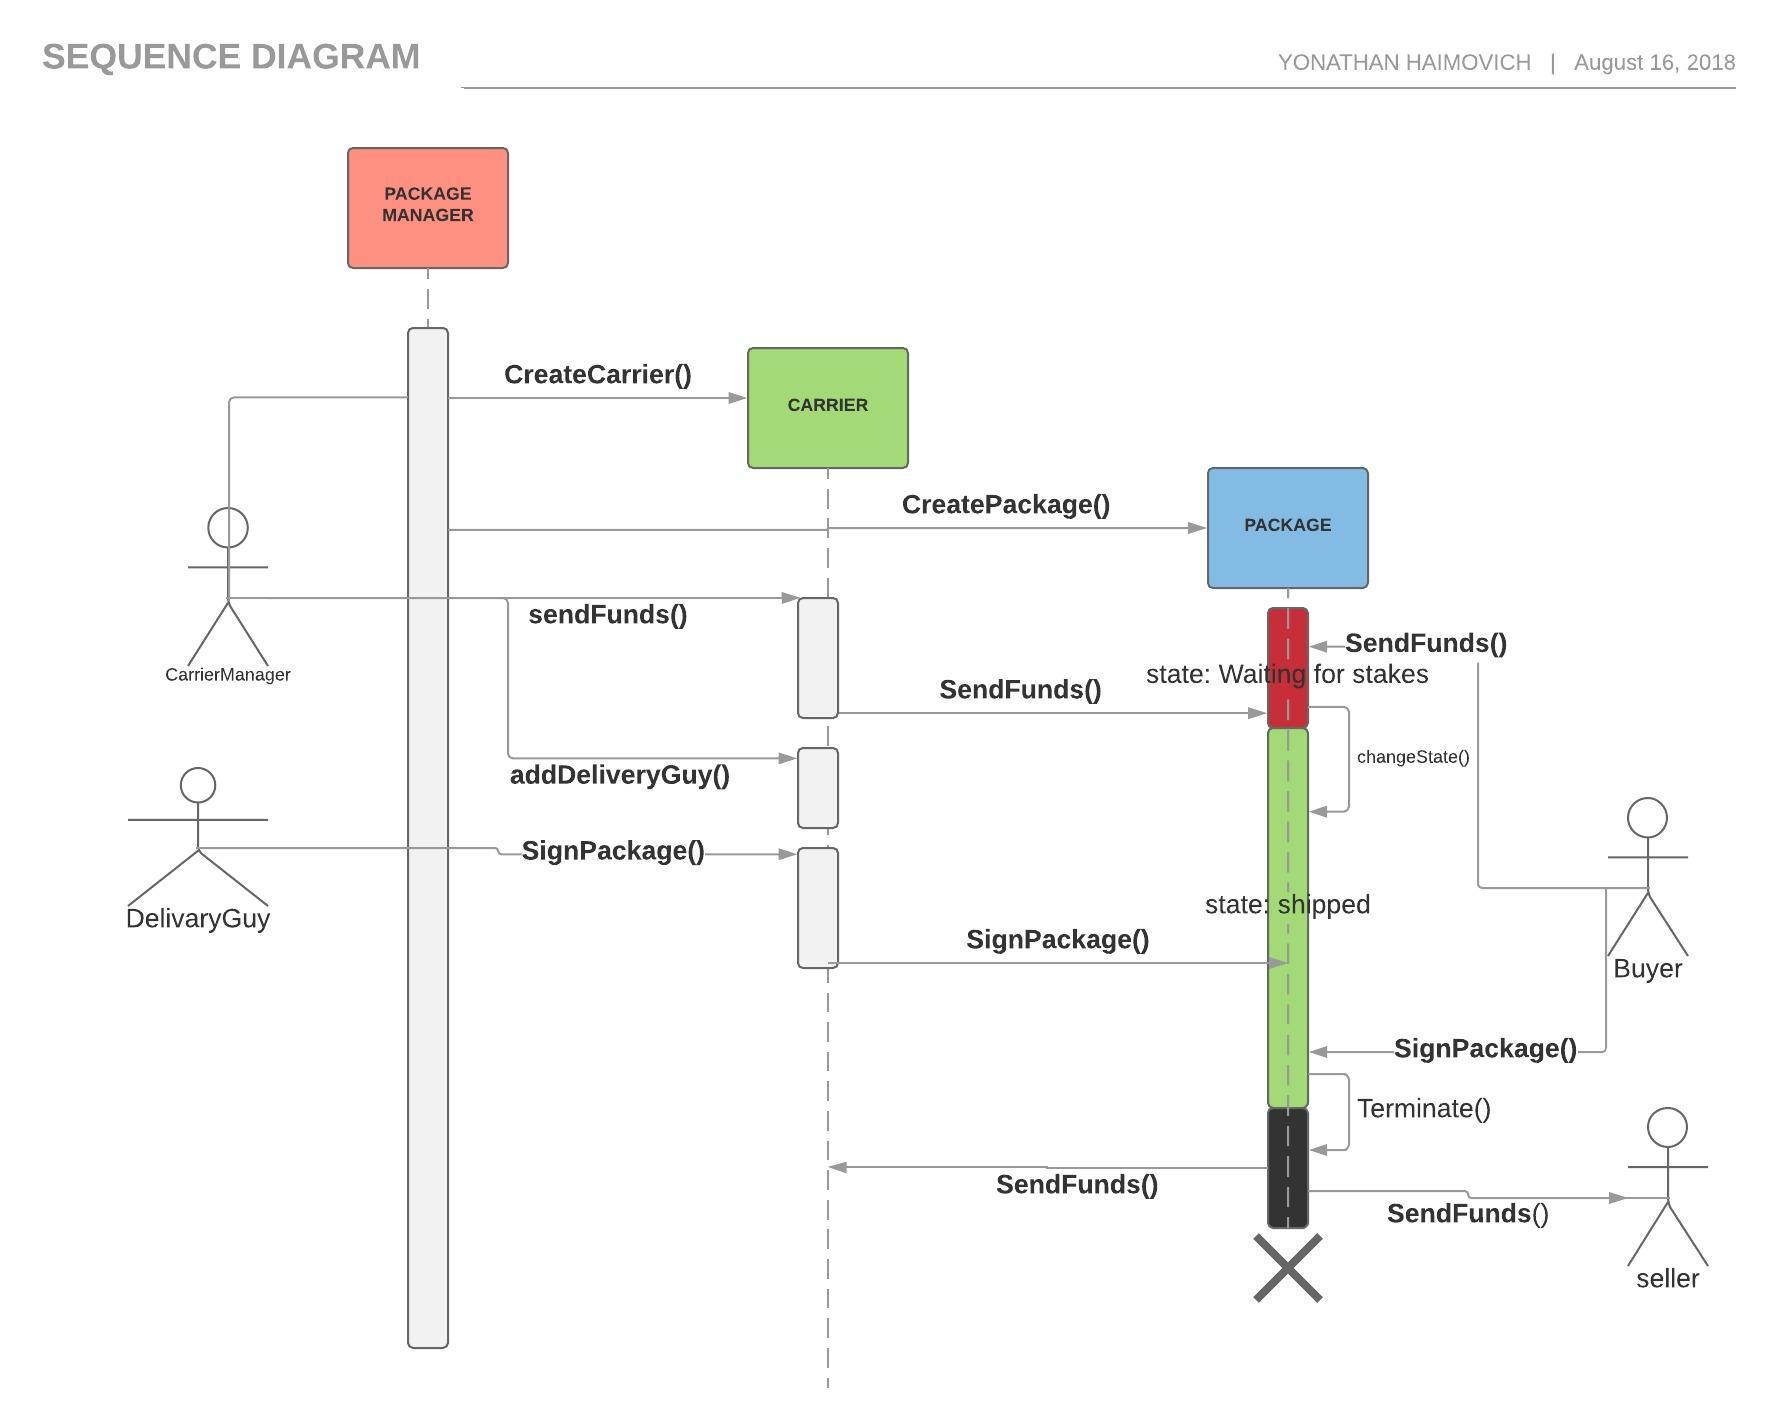 SEQUENCE DIAGRAM
YONATHAN HAIMOVICH | August 16, 2018
PACKAGE
MANAGER
CreateCarrier()
CARRIER
CreatePackage()
PACKAGE
sendFunds()
CarrierManager
SendFunds()
state: Waiting for stakes
SendFunds()
changeState()
addDeliveryGuy()
SignPackage()
DelivaryGuy
state: shipped
SignPackage()
Buyer
SignPackage()
Terminate()
SendFunds()
SendFunds()
seller